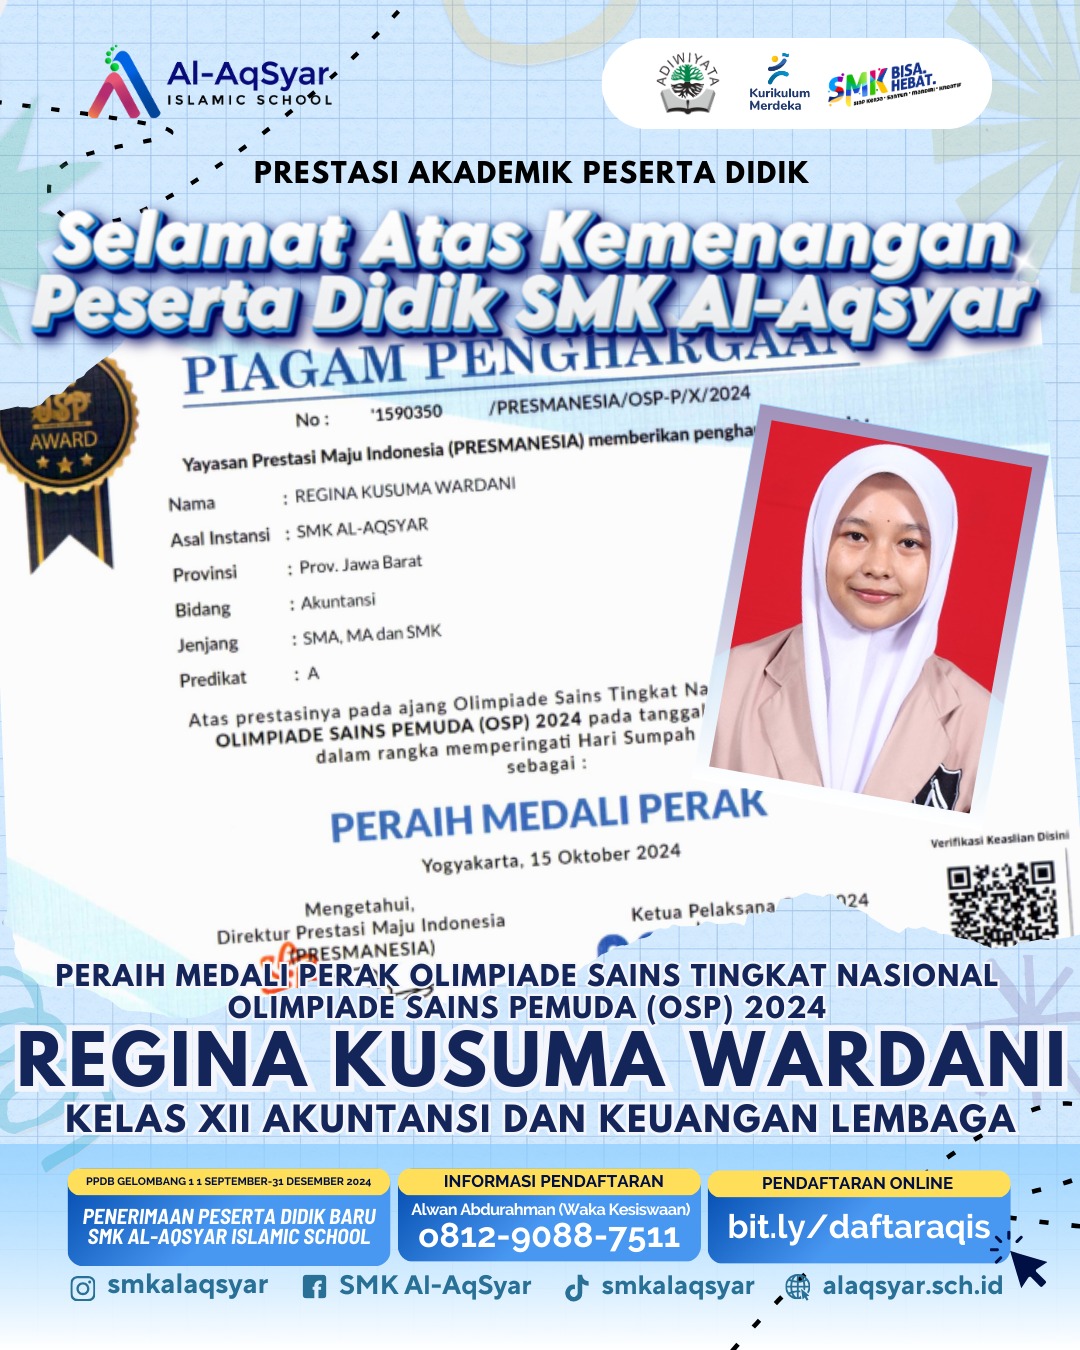 Al-AqSyar
ISLAMIC SCHOOL
ADIWIYATA
Kurikulum
Merdeka
SMK BISA.
HEBAT.
SIAP KERJA • SANTUN • MANDIRI • KREATIF
PRESTASI AKADEMIK PESERTA DIDIK
Selamat Atas Kemenangan
Peserta Didik SMK Al-Aqsyar
PIAGAM PENGHARGAAN
No : '1590350 /PRESMANESIA/OSP-P/X/2024
OSP
AWARD
Yayasan Prestasi Maju Indonesia (PRESMANESIA) memberikan
Nama : REGINA KUSUMA WARDANI
Asal Instansi : SMK AL-AQSYAR
Provinsi : Prov. Jawa Barat
Bidang : Akuntansi
Jenjang : SMA, MA dan SMK
Predikat : A
Atas prestasinya pada ajang Olimpiade Sains Tingkat Na
OLIMPIADE SAINS PEMUDA (OSP) 2024 pada tanggal
dalam rangka memperingati Hari Sumpah
sebagai :
PERAIH MEDALI PERAK
Yogyakarta, 15 Oktober 2024
Verifikasi Keaslian Disini
Mengetahui,
Direktur Prestasi Maju Indonesia
(PRESMANESIA)
Ketua Pelaksana 2024
PERAIH MEDALI PERAK OLIMPIADE SAINS TINGKAT NASIONAL
OLIMPIADE SAINS PEMUDA (OSP) 2024
REGINA KUSUMA WARDANI
KELAS XII AKUNTANSI DAN KEUANGAN LEMBAGA
PPDB GELOMBANG 1 1 SEPTEMBER-31 DESEMBER 2024
PENERIMAAN PESERTA DIDIK BARU
SMK AL-AQSYAR ISLAMIC SCHOOL
INFORMASI PENDAFTARAN
Alwan Abdurahman (Waka Kesiswaan)
0812-9088-7511
PENDAFTARAN ONLINE
bit.ly/daftaraqis
smkalaqsyar
SMK Al-AqSyar
smkalaqsyar
alaqsyar.sch.id